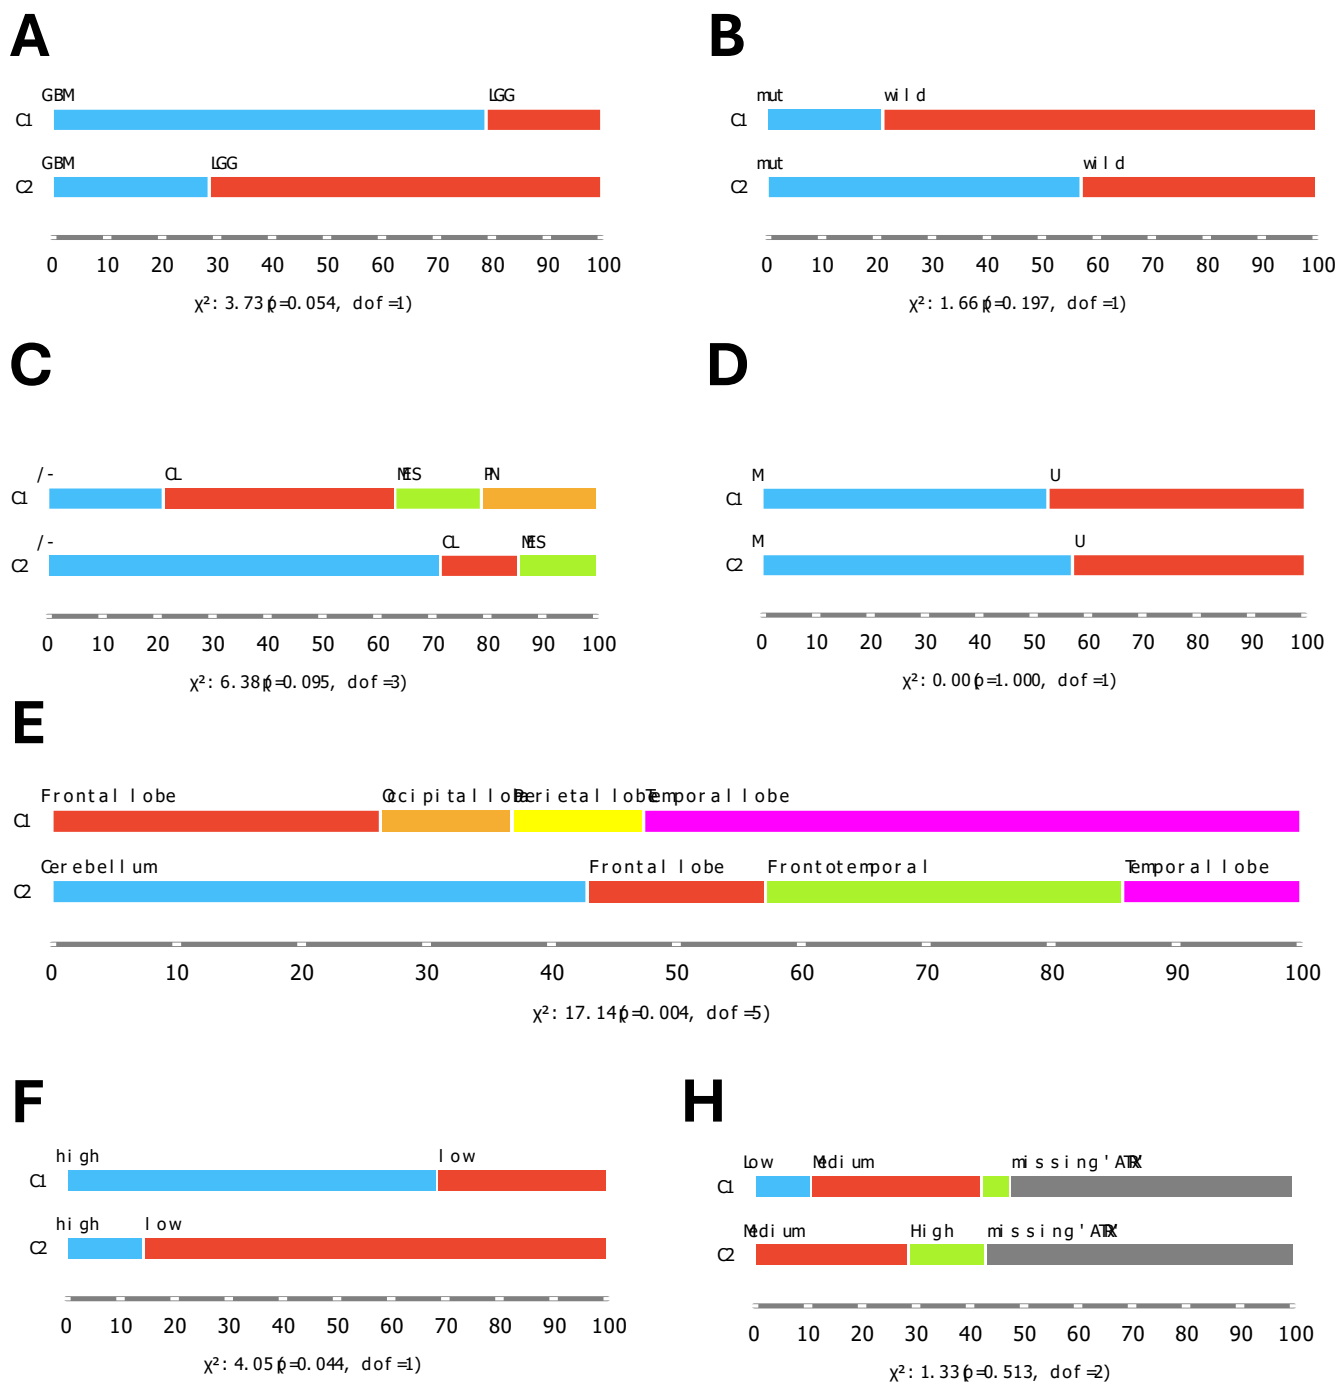 A
B
GBM LGG
C1
GBM LGG
C2
0 10 20 30 40 50 60 70 80 90 100
χ²: 3.73 (p=0.054, dof=1)
mut wild
C1
mut wild
C2
0 10 20 30 40 50 60 70 80 90 100
χ²: 1.66 (p=0.197, dof=1)
C
D
/- CL MES PN
C1
/- CL MES
C2
0 10 20 30 40 50 60 70 80 90 100
χ²: 6.38 (p=0.095, dof=3)
M U
C1
M U
C2
0 10 20 30 40 50 60 70 80 90 100
χ²: 0.00 (p=1.000, dof=1)
E
Frontal lobe Occipital lobe Parietal lobe Temporal lobe
C1
Cerebellum Frontal lobe Frontotemporal Temporal lobe
C2
0 10 20 30 40 50 60 70 80 90 100
χ²: 17.14 (p=0.004, dof=5)
F
H
high low
C1
high low
C2
0 10 20 30 40 50 60 70 80 90 100
χ²: 4.05 (p=0.044, dof=1)
Low Medium missing 'ATRX'
C1
Medium High missing 'ATRX'
C2
0 10 20 30 40 50 60 70 80 90 100
χ²: 1.33 (p=0.513, dof=2)